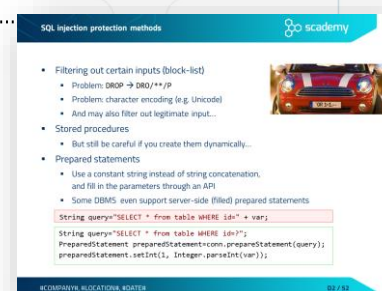 SQL injection protection methods
scademy
Filtering out certain inputs (block-list)
Problem: DROP → DRO/**/P
Problem: character encoding (e.g. Unicode)
And may also filter out legitimate input...
Stored procedures
But still be careful if you create them dynamically...
Prepared statements
Use a constant string instead of string concatenation,
and fill in the parameters through an API
Some DBMS even support server-side (filled) prepared statements
String query="SELECT * from table WHERE id=" + var;
String query="SELECT * from table WHERE id=?";
PreparedStatement preparedStatement=conn.prepareStatement(query);
preparedStatement.setInt(1, Integer.parseInt(var));
#COMPANY#, #LOCATION#, #DATE#
D2 / 52